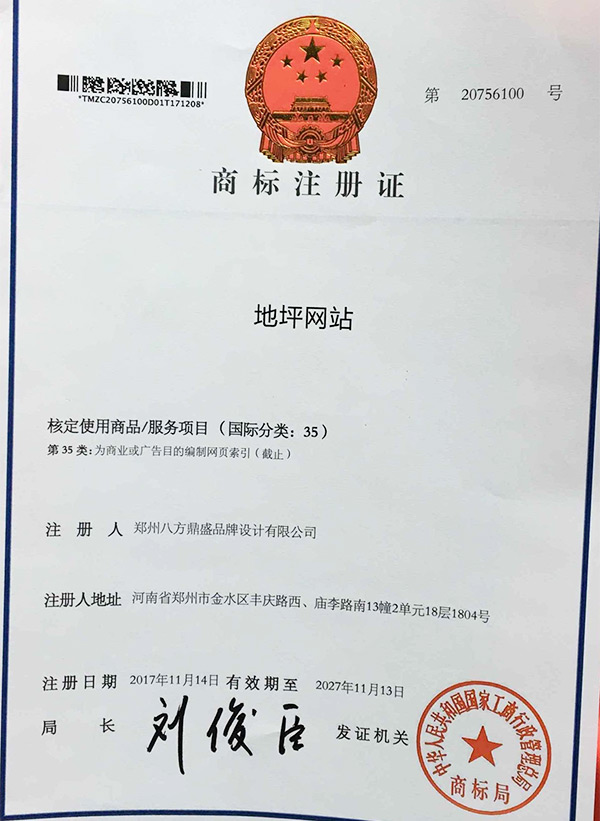 *TMZC20756100D01T171208*
第 20756100 号
商标注册证
地坪网站
核定使用商品/服务项目（国际分类：35）
第35类：为商业或广告目的编制网页索引（截止）
注册人 郑州八方鼎盛品牌设计有限公司
注册人地址 河南省郑州市金水区丰庆路西、庙李路南13幢2单元18层1804号
注册日期 2017年11月14日 有效期至 2027年11月13日
局长 刘俊臣 发证机关
中华人民共和国国家工商行政管理总局
商标局